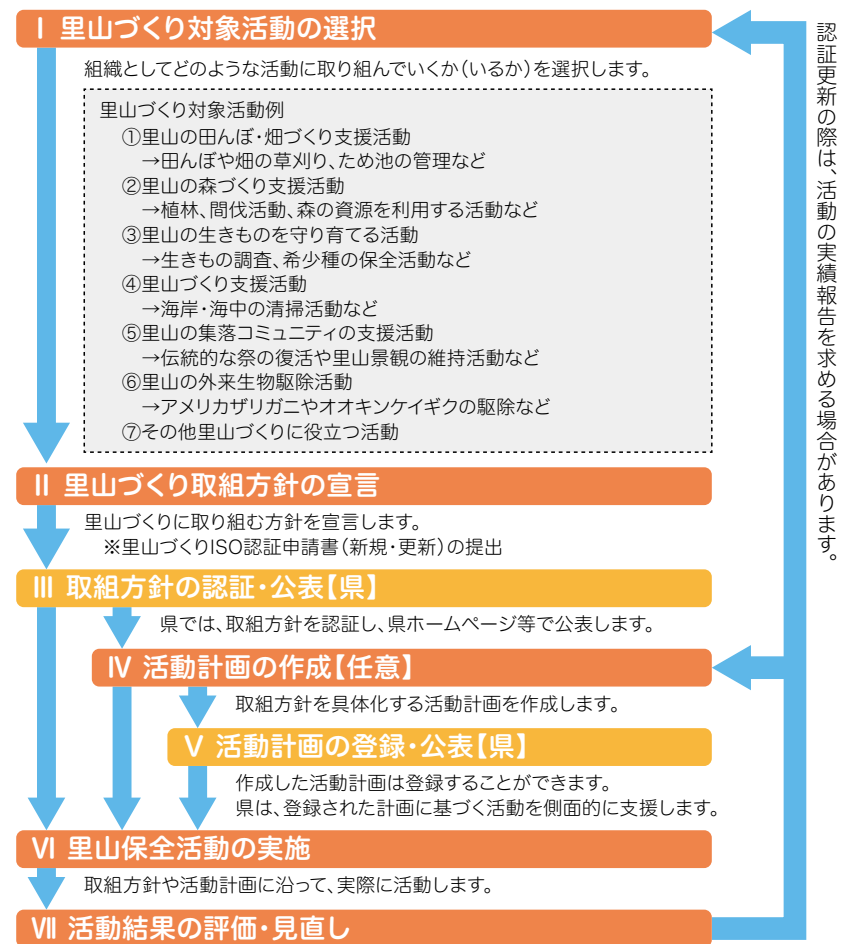 Ⅰ 里山づくり対象活動の選択
組織としてどのような活動に取り組んでいくか(いるか)を選択します。
里山づくり対象活動例
①里山の田んぼ・畑づくり支援活動
→田んぼや畑の草刈り、ため池の管理など
②里山の森づくり支援活動
→植林、間伐活動、森の資源を利用する活動など
③里山の生きものを守り育てる活動
→生きもの調査、希少種の保全活動など
④里山づくり支援活動
→海岸・海中の清掃活動など
⑤里山の集落コミュニティの支援活動
→伝統的な祭の復活や里山景観の維持活動など
⑥里山の外来生物駆除活動
→アメリカザリガニやオオキンケイギクの駆除など
⑦その他里山づくりに役立つ活動
Ⅱ 里山づくり取組方針の宣言
里山づくりに取り組む方針を宣言します。
※里山づくりISO認証申請書(新規・更新)の提出
Ⅲ 取組方針の認証・公表【県】
県では、取組方針を認証し、県ホームページ等で公表します。
Ⅳ 活動計画の作成【任意】
取組方針を具体化する活動計画を作成します。
Ⅴ 活動計画の登録・公表【県】
作成した活動計画は登録することができます。
県は、登録された計画に基づく活動を側面的に支援します。
Ⅵ 里山保全活動の実施
取組方針や活動計画に沿って、実際に活動します。
Ⅶ 活動結果の評価・見直し
認証更新の際は、活動の実績報告を求める場合があります。